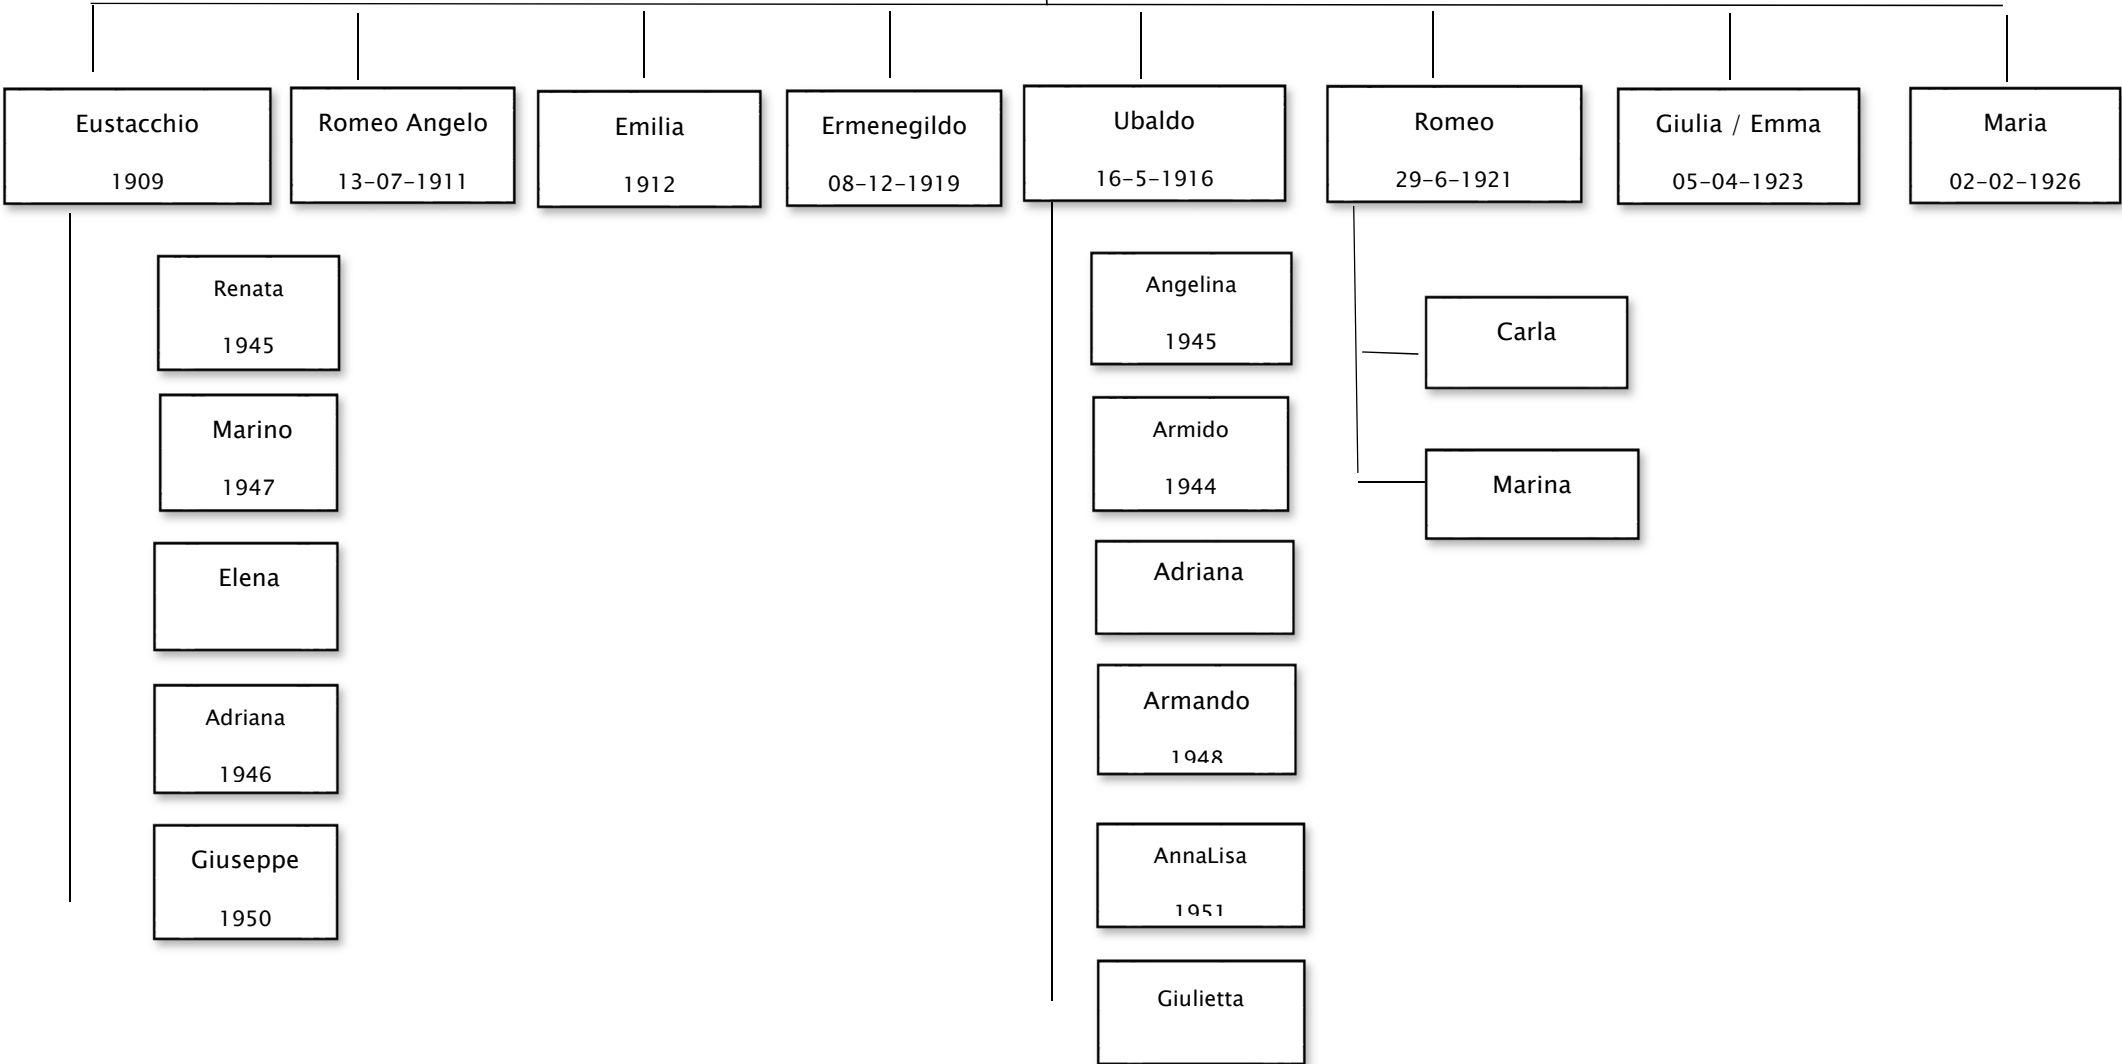 Eustacchio
1909
Romeo Angelo
13-07-1911
Emilia
1912
Ermenegildo
08-12-1919
Ubaldo
16-5-1916
Romeo
29-6-1921
Giulia / Emma
05-04-1923
Maria
02-02-1926
Renata
1945
Marino
1947
Elena
Adriana
1946
Giuseppe
1950
Angelina
1945
Armido
1944
Adriana
Armando
1948
AnnaLisa
1951
Giulietta
Carla
Marina